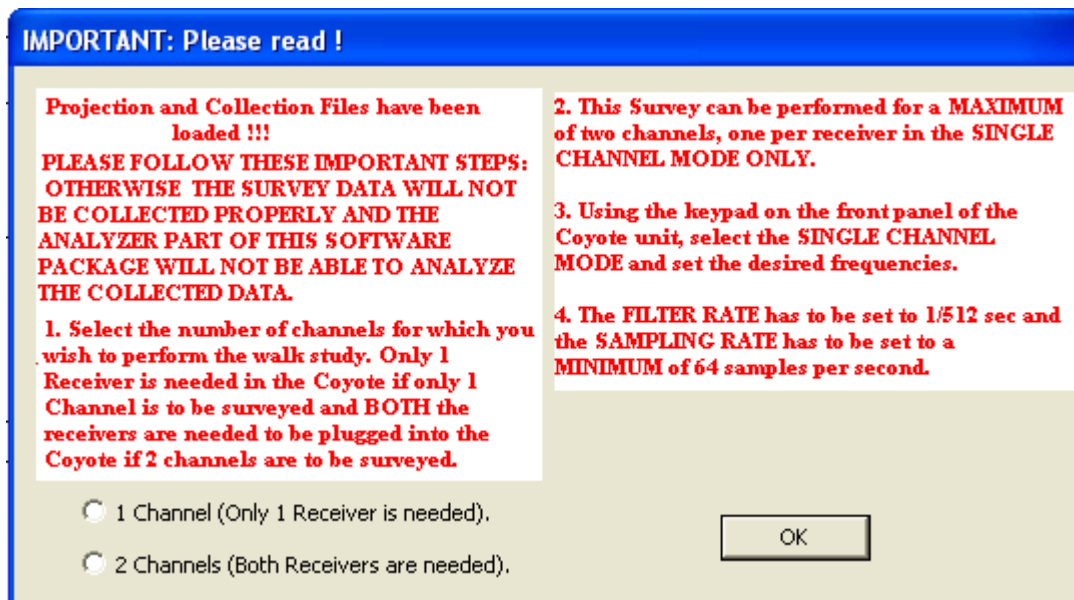 IMPORTANT: Please read !
Projection and Collection Files have been
loaded !!!
PLEASE FOLLOW THESE IMPORTANT STEPS:
OTHERWISE THE SURVEY DATA WILL NOT
BE COLLECTED PROPERLY AND THE
ANALYZER PART OF THIS SOFTWARE
PACKAGE WILL NOT BE ABLE TO ANALYZE
THE COLLECTED DATA.
1. Select the number of channels for which you
wish to perform the walk study. Only 1
Receiver is needed in the Coyote if only 1
Channel is to be surveyed and BOTH the
receivers are needed to be plugged into the
Coyote if 2 channels are to be surveyed.
2. This Survey can be performed for a MAXIMUM
of two channels, one per receiver in the SINGLE
CHANNEL MODE ONLY.
3. Using the keypad on the front panel of the
Coyote unit, select the SINGLE CHANNEL
MODE and set the desired frequencies.
4. The FILTER RATE has to be set to 1/512 sec and
the SAMPLING RATE has to be set to a
MINIMUM of 64 samples per second.
1 Channel (Only 1 Receiver is needed).
2 Channels (Both Receivers are needed).
OK